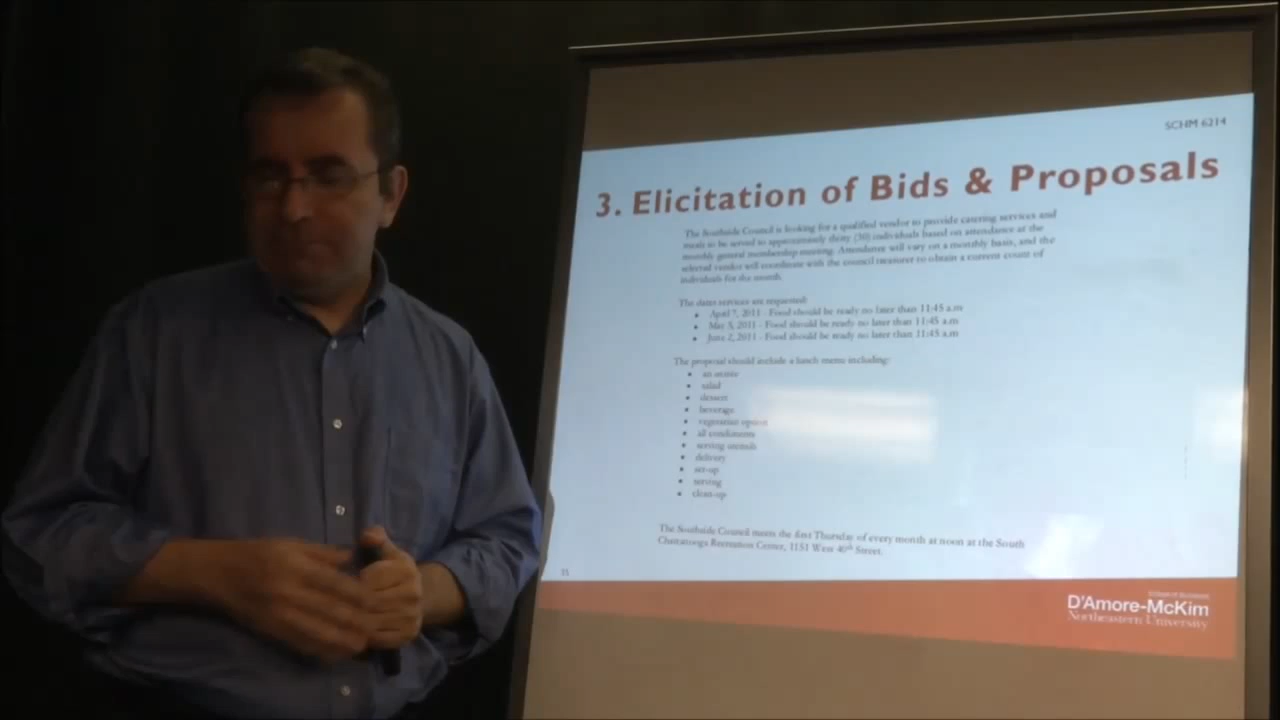 SCHM 6214
3. Elicitation of Bids & Proposals
The Southside Council is looking for a qualified vendor to provide catering services and
meals to be served to approximately thirty (30) individuals based on attendance at the
monthly general membership meeting. Attendance will vary on a monthly basis, and the
selected vendor will coordinate with the council treasurer to obtain a current count of
individuals for the month.
The dates services are requested:
• April 7, 2011 - Food should be ready no later than 11:45 a.m
• May 5, 2011 - Food should be ready no later than 11:45 a.m
• June 2, 2011 - Food should be ready no later than 11:45 a.m
The proposal should include a lunch menu including:
• an entrée
• salad
• dessert
• beverage
• vegetarian option
• all condiments
• serving utensils
• delivery
• set-up
• serving
• clean-up
The Southside Council meets the first Thursday of every month at noon at the South
Chattanooga Recreation Center, 1151 West 40th Street.
15
SCHOOL OF BUSINESS
D'Amore-McKim
Northeastern University